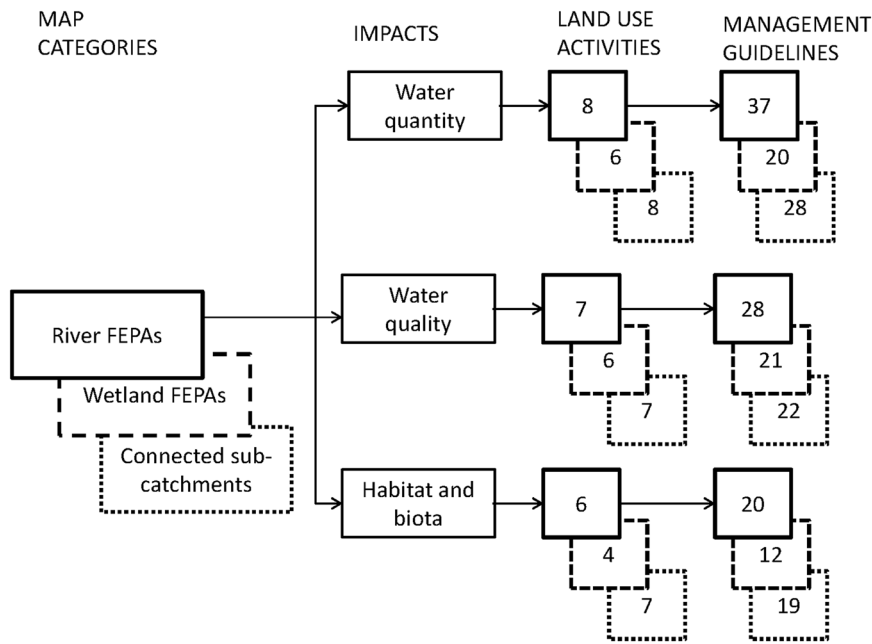 MAP
CATEGORIES
IMPACTS
LAND USE
ACTIVITIES
MANAGEMENT
GUIDELINES
River FEPAs
Wetland FEPAs
Connected sub-
catchments
Water
quantity
8
6
8
37
20
28
Water
quality
7
6
7
28
21
22
Habitat and
biota
6
4
7
20
12
19